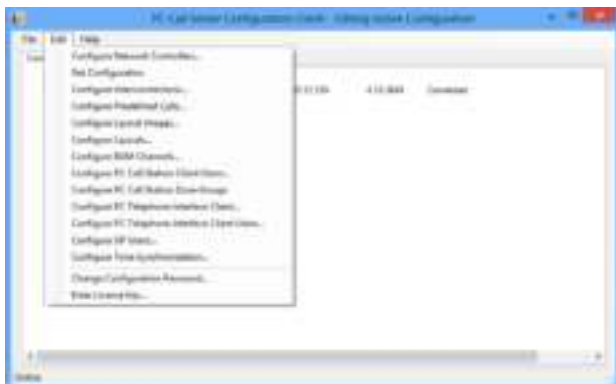 PC Call Server Configuration Client - Editing Active Configuration
File Edit Help
Configure Network Controllers...
Net Configuration
Configure Interconnections...
Configure Predefined Calls...
Configure Layout Images...
Configure Layouts...
Configure Channels...
Configure PC Call Station Client Users...
Configure PC Call Station Zone Groups
Configure PC Telephone Interface Client...
Configure PC Telephone Interface Client Users...
Configure SIP Users...
Configure Time Synchronization...
Change Configuration Password...
Enter License Key...